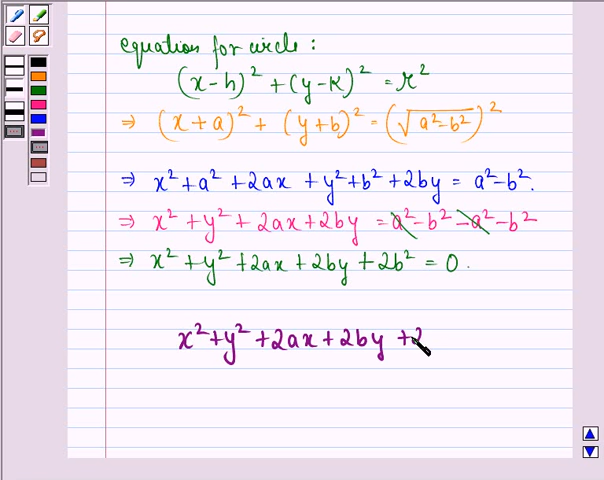 equation for circle :
(x-h)² + (y-k)² = r²
⇒ (x+a)² + (y+b)² = (√a²-b²)²
⇒ x² + a² + 2ax + y² + b² + 2by = a²-b².
⇒ x² + y² + 2ax + 2by = a² - b² - a² - b²
⇒ x² + y² + 2ax + 2by + 2b² = 0.
x² + y² + 2ax + 2by + 2